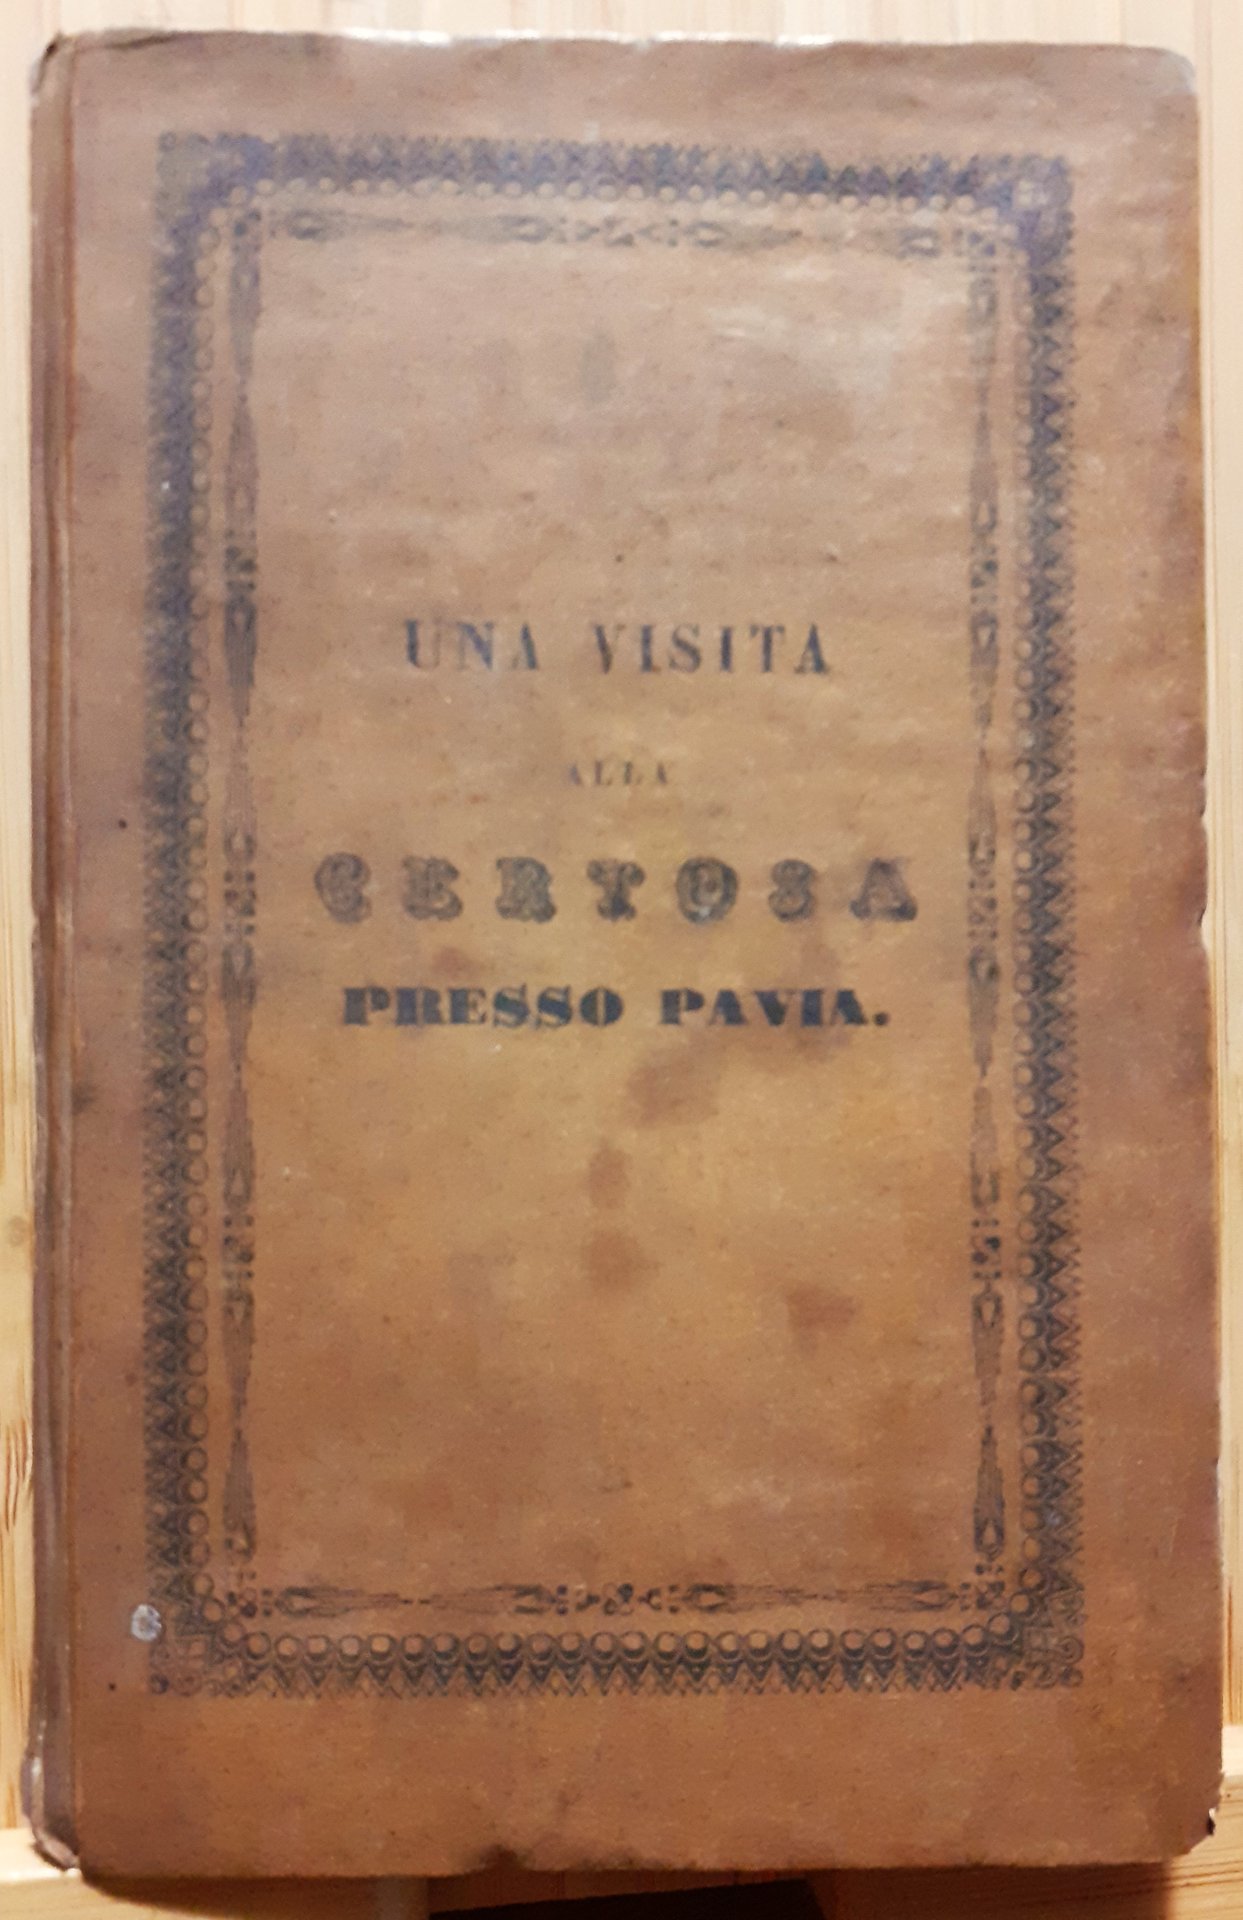 UNA VISITA
ALLA
CERTOSA
PRESSO PAVIA.